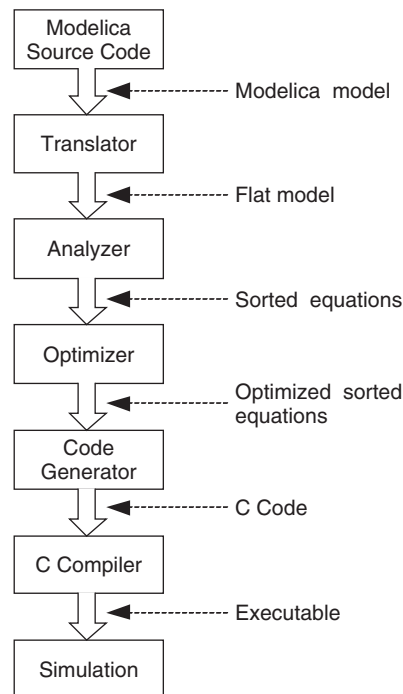 Modelica
Source Code
Modelica model
Translator
Flat model
Analyzer
Sorted equations
Optimizer
Optimized sorted
equations
Code
Generator
C Code
C Compiler
Executable
Simulation